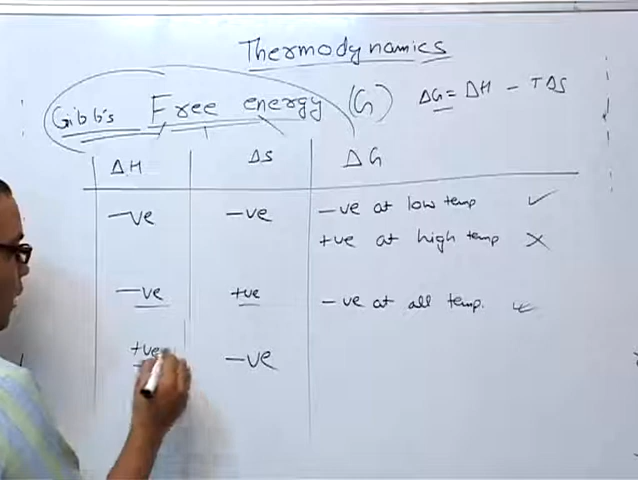 Thermodynamics
Gibb's Free energy (G) ΔG = ΔH - TΔS
ΔH ΔS ΔG
-ve -ve -ve at low temp ✓
+ve at high temp ✗
-ve +ve -ve at all temp. ✓
+ve -ve